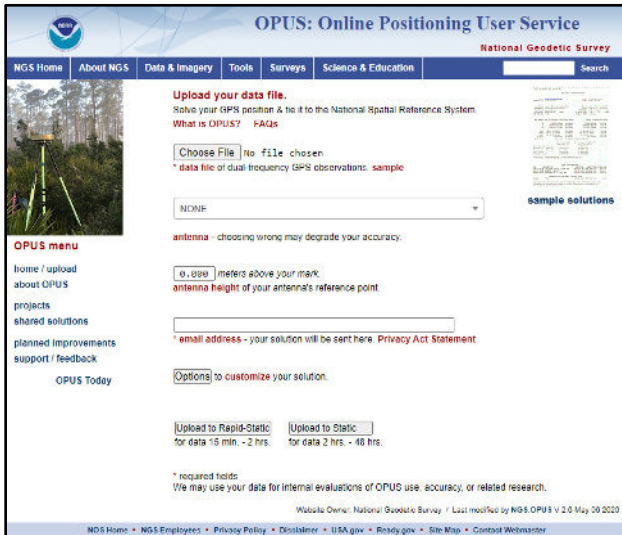 OPUS: Online Positioning User Service
National Geodetic Survey
NGS Home About NGS Data & Imagery Tools Surveys Science & Education Search
Upload your data file.
Solve your GPS position & tie it to the National Spatial Reference System.
What is OPUS? FAQs
Choose File No file chosen
* data file of dual-frequency GPS observations. sample
sample solutions
NONE
antenna - choosing wrong may degrade your accuracy.
OPUS menu
home / upload
about OPUS
projects
shared solutions
planned improvements
support / feedback
OPUS Today
0.000 meters above your mark.
antenna height of your antenna's reference point.
* email address - your solution will be sent here. Privacy Act Statement
Options to customize your solution.
Upload to Rapid-Static Upload to Static
for data 15 min. - 2 hrs. for data 2 hrs. - 48 hrs.
* required fields
We may use your data for internal evaluations of OPUS use, accuracy, or related research.
Website Owner: National Geodetic Survey / Last modified by NGS.OPUS V 2.6 May 06 2020
NOS Home • NGS Employees • Privacy Policy • Disclaimer • USA.gov • Ready.gov • Site Map • Contact Webmaster